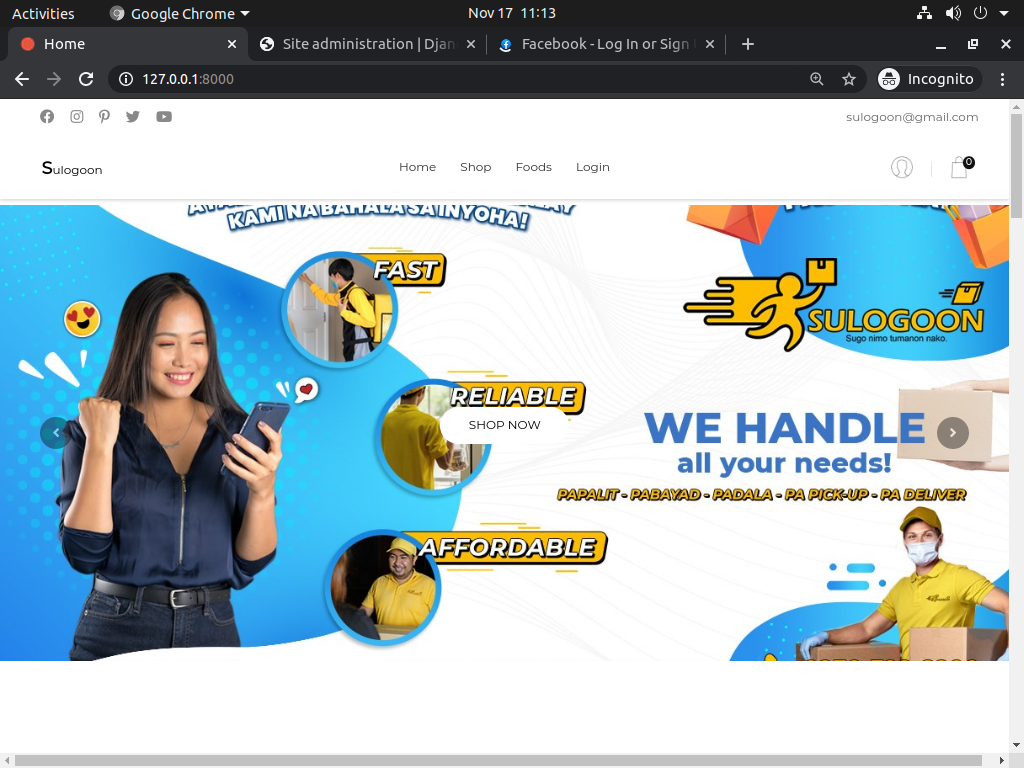 Activities
Google Chrome
Nov 17 11:13
Home
Site administration | Djan
Facebook - Log In or Sign
127.0.0.1:8000
Incognito
sulogoon@gmail.com
Sulogoon
Home
Shop
Foods
Login
0
KAMI NA BAHALA SA INYOHA!
FAST
SULOGOON
Sugo nimo tumanon nako.
RELIABLE
SHOP NOW
WE HANDLE
all your needs!
PAPALIT - PABAYAD - PADALA - PA PICK-UP - PA DELIVER
AFFORDABLE